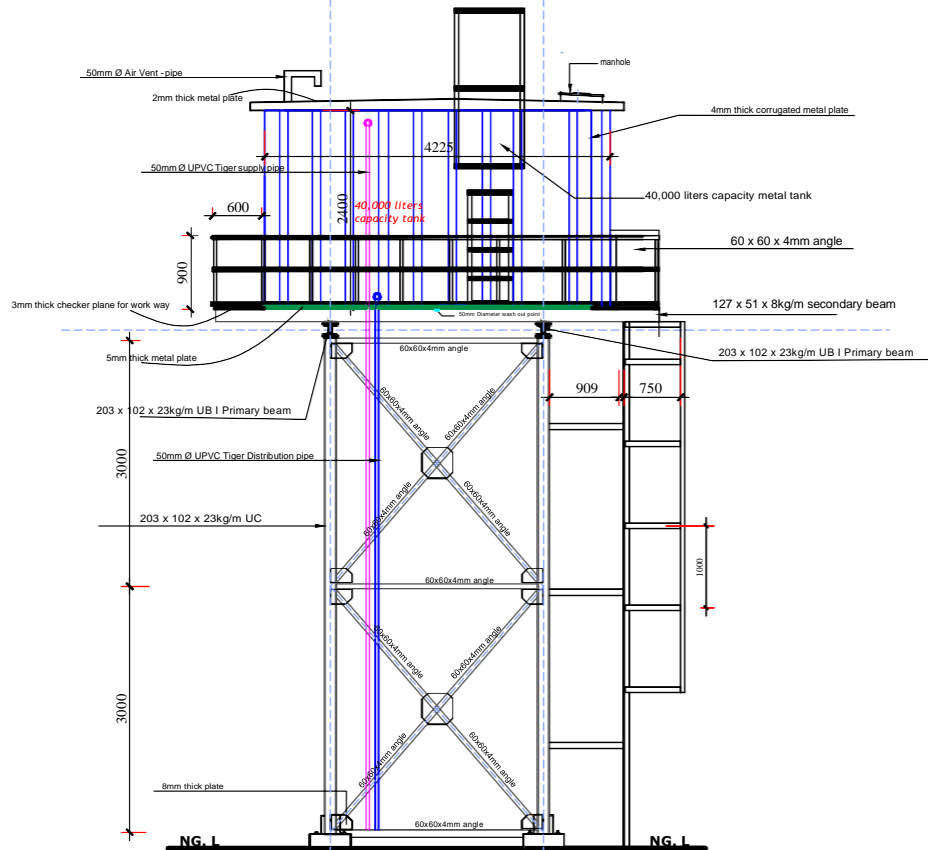 manhole
50mm Ø Air Vent - pipe
2mm thick metal plate
4mm thick corrugated metal plate
4225
50mm Ø UPVC Tiger supply pipe
40,000 liters capacity metal tank
600
2400
40,000 liters
capacity tank
60 x 60 x 4mm angle
900
3mm thick checker plane for work way
127 x 51 x 8kg/m secondary beam
50mm Diameter wash out point
60x60x4mm angle
5mm thick metal plate
203 x 102 x 23kg/m UB I Primary beam
909
750
60x60x4mm angle
60x60x4mm angle
203 x 102 x 23kg/m UB I Primary beam
3000
50mm Ø UPVC Tiger Distribution pipe
60x60x4mm angle
60x60x4mm angle
203 x 102 x 23kg/m UC
1000
60x60x4mm angle
60x60x4mm angle
60x60x4mm angle
3000
60x60x4mm angle
60x60x4mm angle
8mm thick plate
60x60x4mm angle
NG. L
NG. L